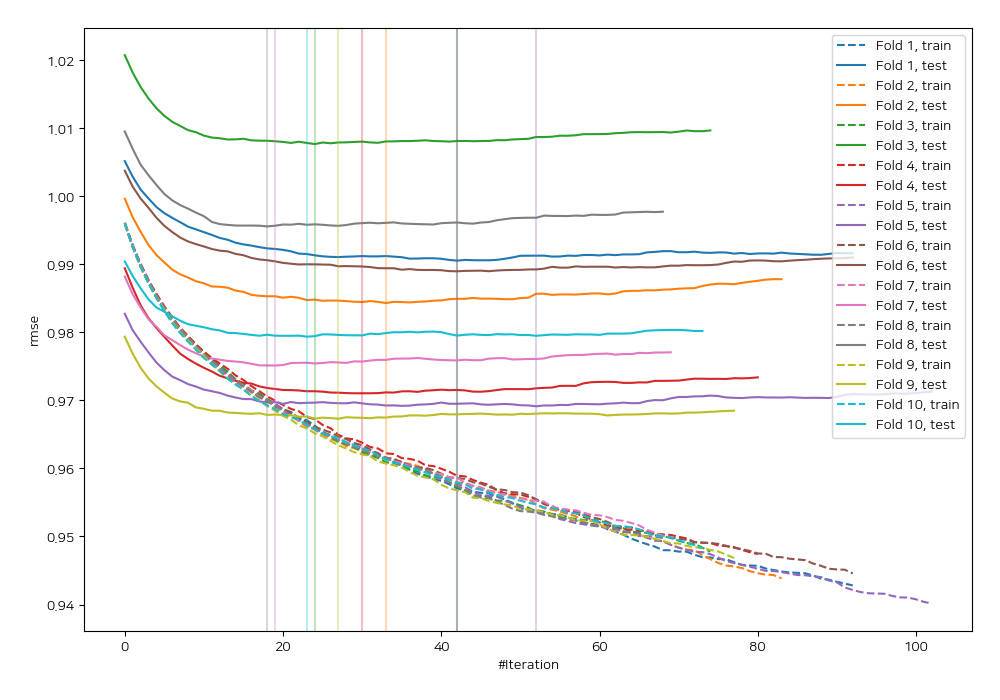 1.02
1.01
1.00
0.99
0.98
0.97
0.96
0.95
0.94
rmse
0
20
40
60
80
100
#Iteration
Fold 1, train
Fold 1, test
Fold 2, train
Fold 2, test
Fold 3, train
Fold 3, test
Fold 4, train
Fold 4, test
Fold 5, train
Fold 5, test
Fold 6, train
Fold 6, test
Fold 7, train
Fold 7, test
Fold 8, train
Fold 8, test
Fold 9, train
Fold 9, test
Fold 10, train
Fold 10, test